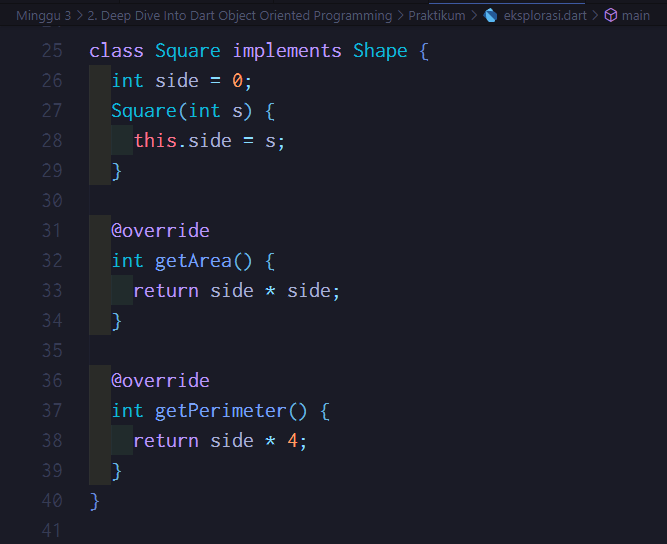 Minggu 3 > 2. Deep Dive Into Dart Object Oriented Programming > Praktikum > eksplorasi.dart > main
25 class Square implements Shape {
26   int side = 0;
27   Square(int s) {
28     this.side = s;
29   }
30
31   @override
32   int getArea() {
33     return side * side;
34   }
35
36   @override
37   int getPerimeter() {
38     return side * 4;
39   }
40 }
41